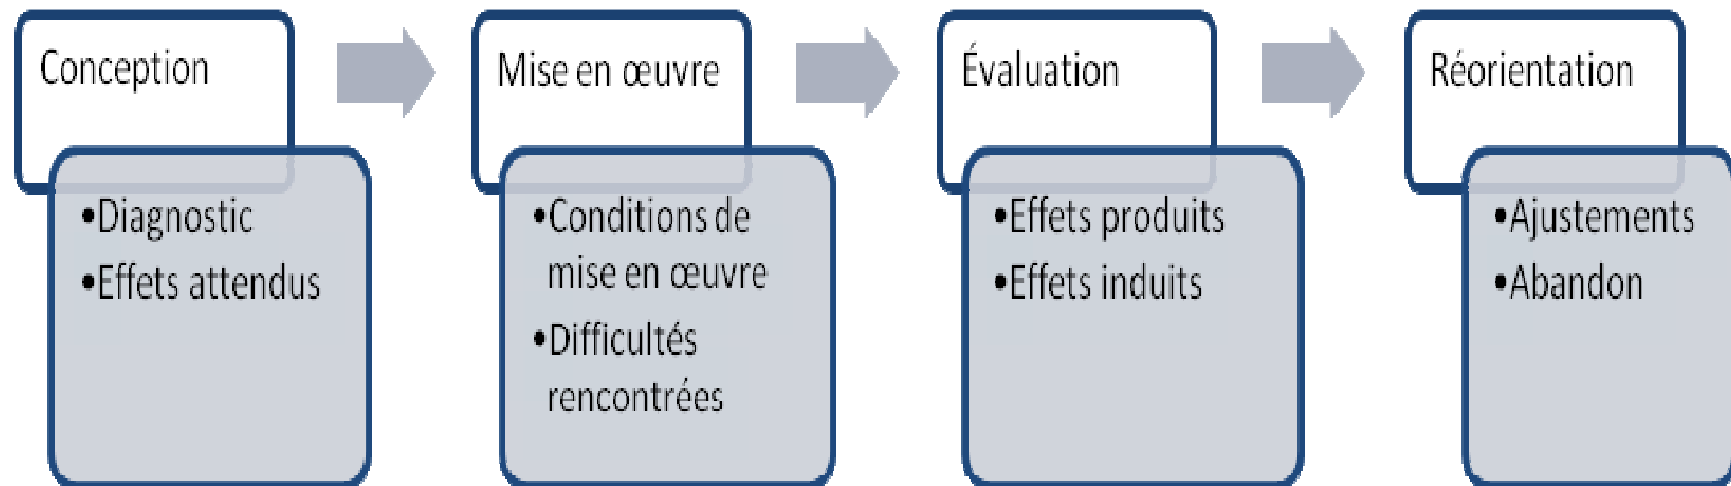 Conception
•Diagnostic
•Effets attendus
Mise en œuvre
•Conditions de
mise en œuvre
•Difficultés
rencontrées
Évaluation
•Effets produits
•Effets induits
Réorientation
•Ajustements
•Abandon